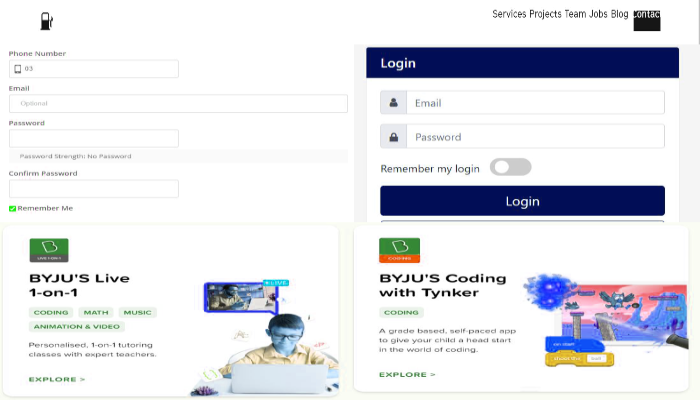 Services Projects Team Jobs Blog Contac
Phone Number
03
Email
Optional
Password
Password Strength: No Password
Confirm Password
Remember Me
Login
Email
Password
Remember my login
Login
BYJU'S Live
1-on-1
CODING MATH MUSIC
ANIMATION & VIDEO
Personalised, 1-on-1 tutoring
classes with expert teachers.
EXPLORE >
LIVE
BYJU'S Coding
with Tynker
CODING
A grade based, self-paced app
to give your child a head start
in the world of coding.
EXPLORE >